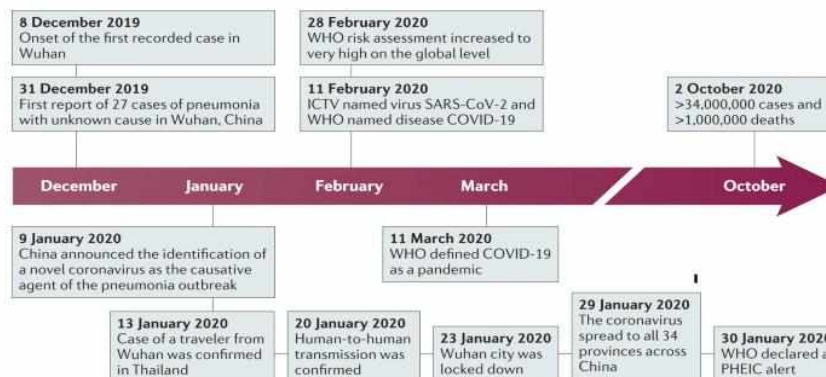 8 December 2019
Onset of the first recorded case in
Wuhan
31 December 2019
First report of 27 cases of pneumonia
with unknown cause in Wuhan, China
28 February 2020
WHO risk assessment increased to
very high on the global level
11 February 2020
ICTV named virus SARS-CoV-2 and
WHO named disease COVID-19
2 October 2020
>34,000,000 cases and
>1,000,000 deaths
December
January
February
March
October
9 January 2020
China announced the identification of
a novel coronavirus as the causative
agent of the pneumonia outbreak
11 March 2020
WHO defined COVID-19
as a pandemic
13 January 2020
Case of a traveler from
Wuhan was confirmed
in Thailand
20 January 2020
Human-to-human
transmission was
confirmed
23 January 2020
Wuhan city was
locked down
29 January 2020
The coronavirus
spread to all 34
provinces across
China
30 January 2020
WHO declared a
PHEIC alert